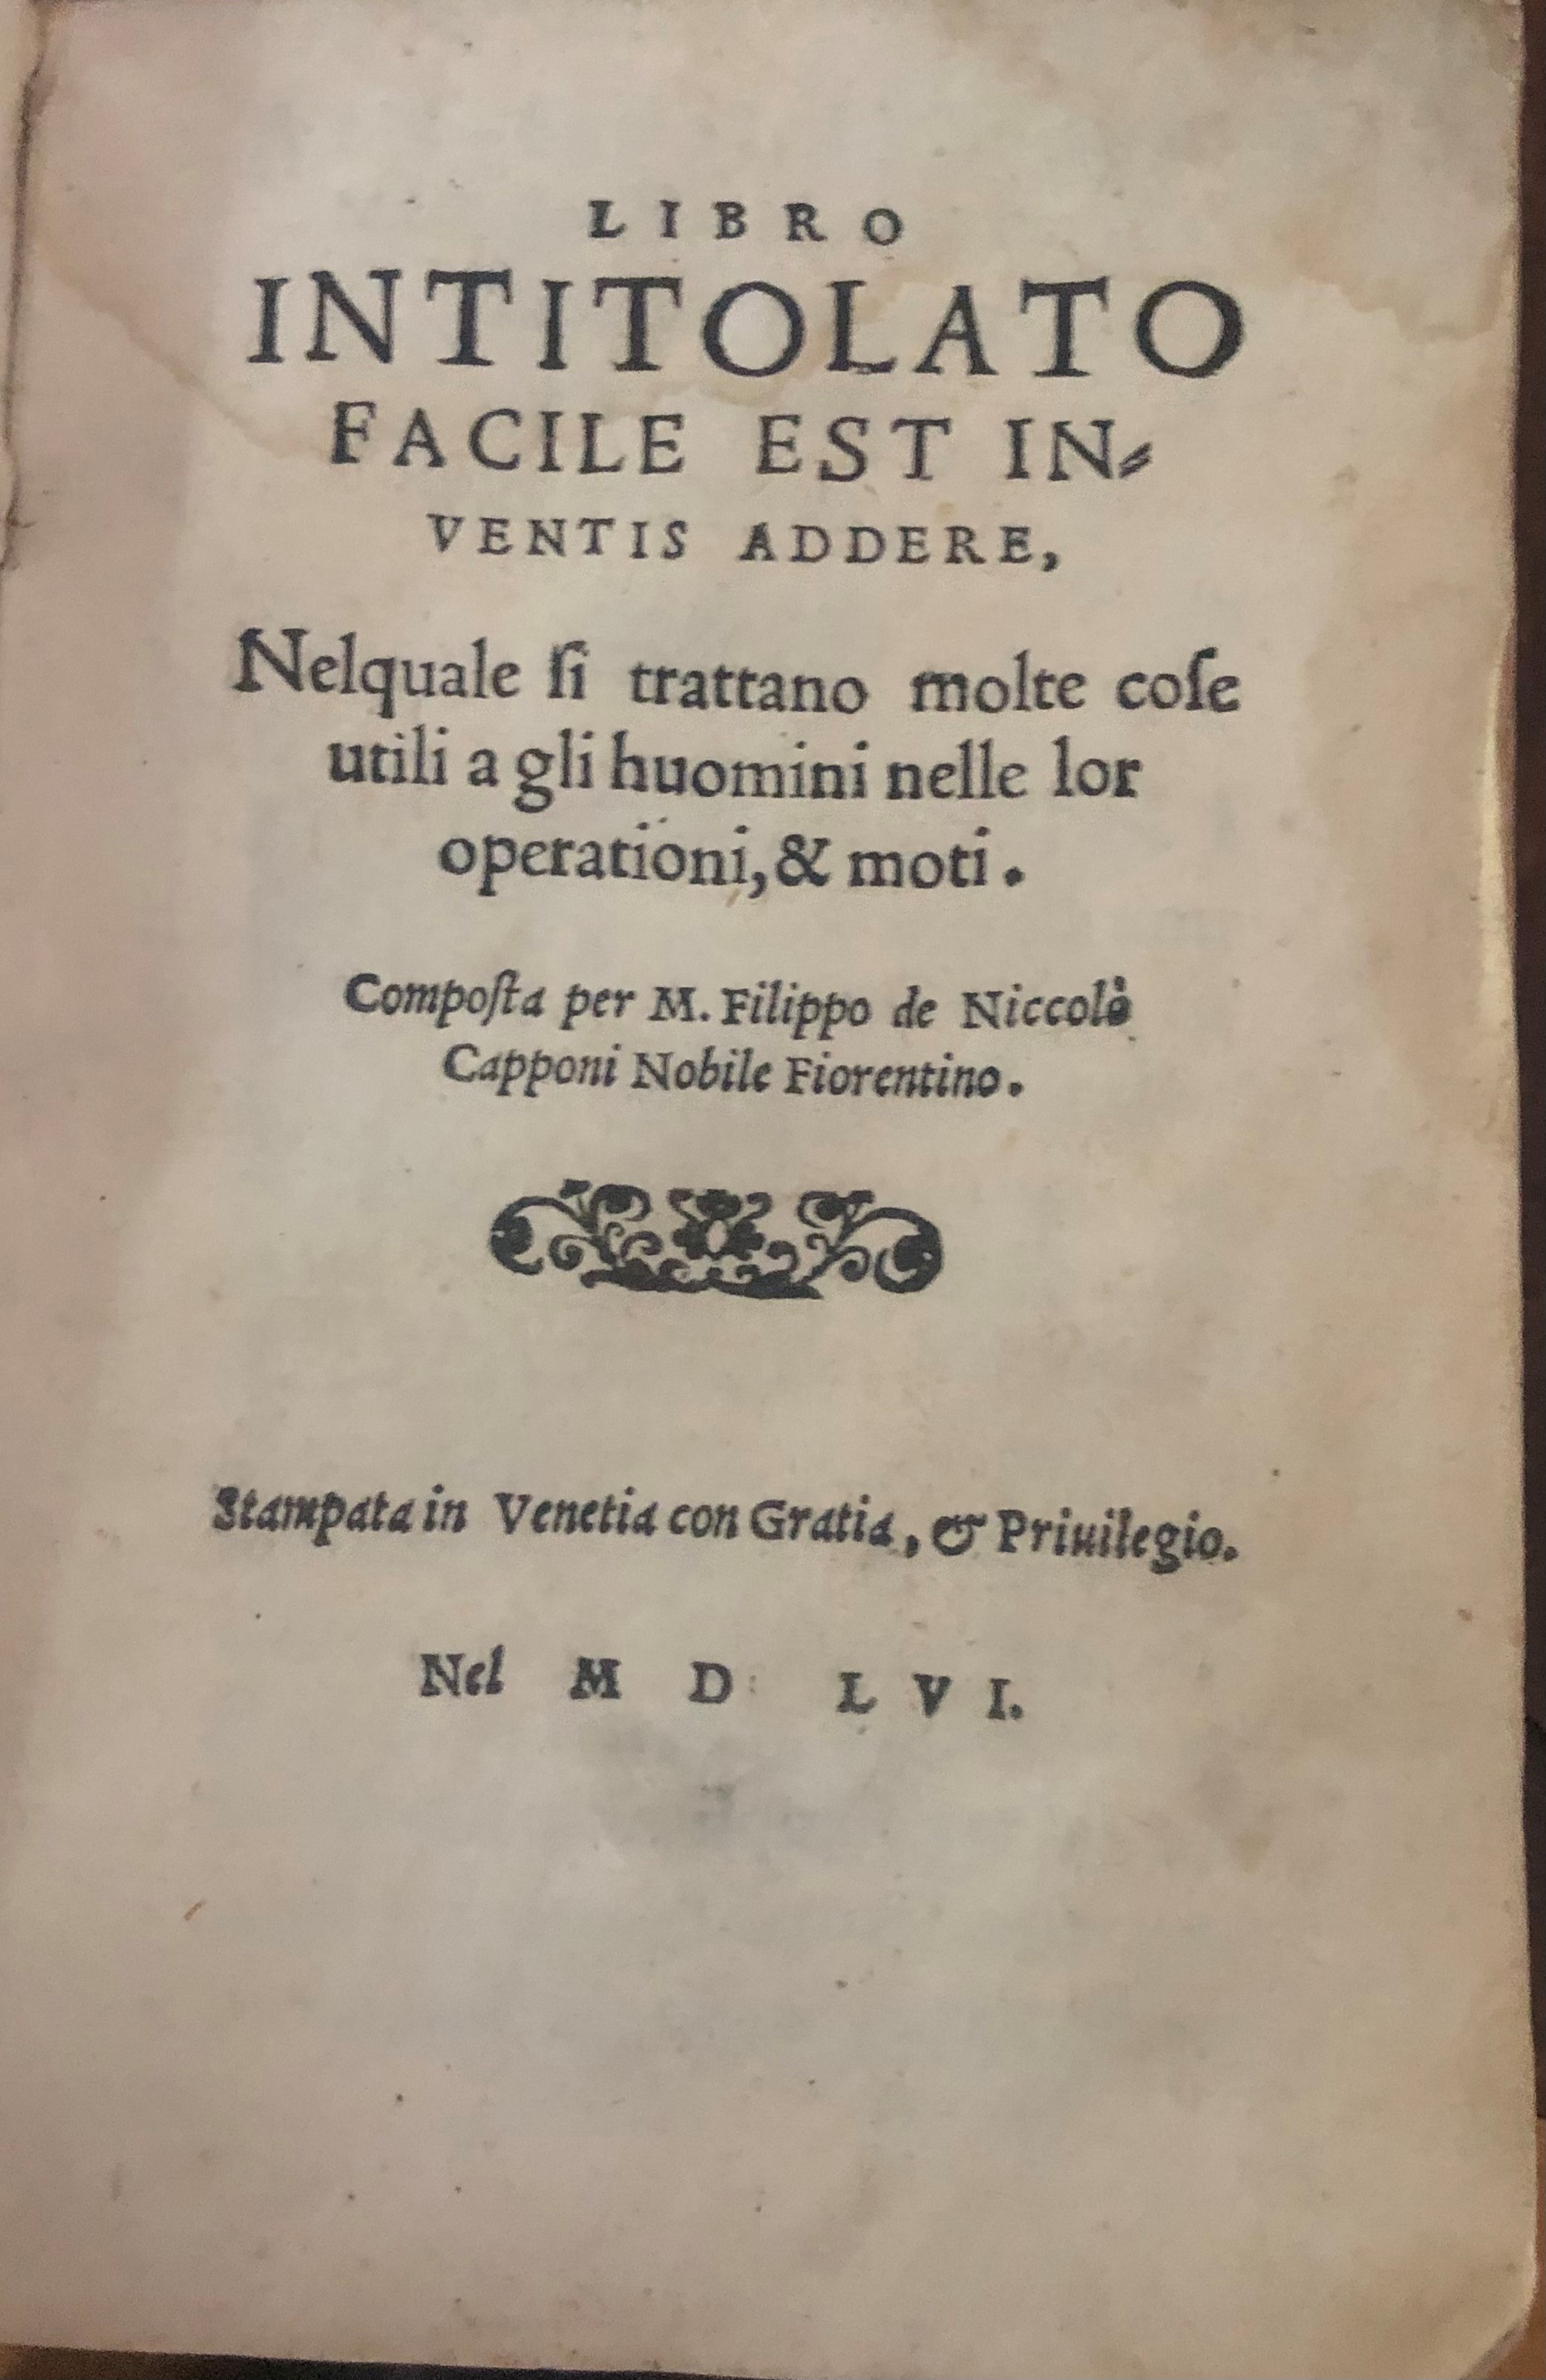 LIBRO
INTITOLATO
FACILE EST IN⸗
VENTIS ADDERE,
Nelquale ſi trattano molte coſe
utili a gli huomini nelle lor
operationi, & moti.
Compoſta per M. Filippo de Niccolò
Capponi Nobile Fiorentino.
Stampata in Venetia con Gratia, & Priuilegio.
Nel M D L V I.